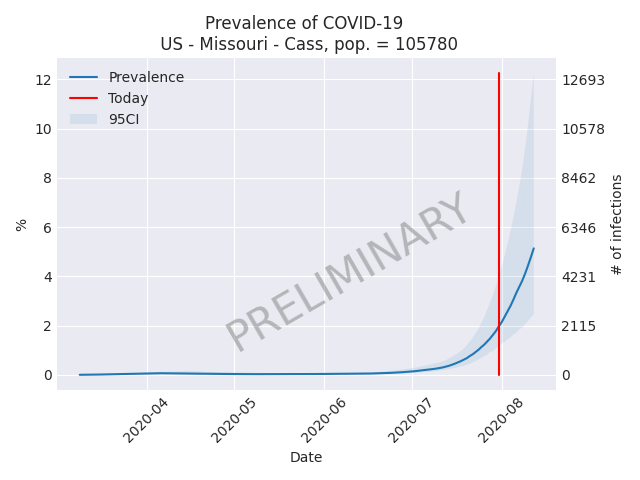 Prevalence of COVID-19
US - Missouri - Cass, pop. = 105780
Prevalence
Today
95CI
%
12
10
8
6
4
2
0
12693
10578
8462
6346
4231
2115
0
# of infections
PRELIMINARY
2020-04
2020-05
2020-06
2020-07
2020-08
Date